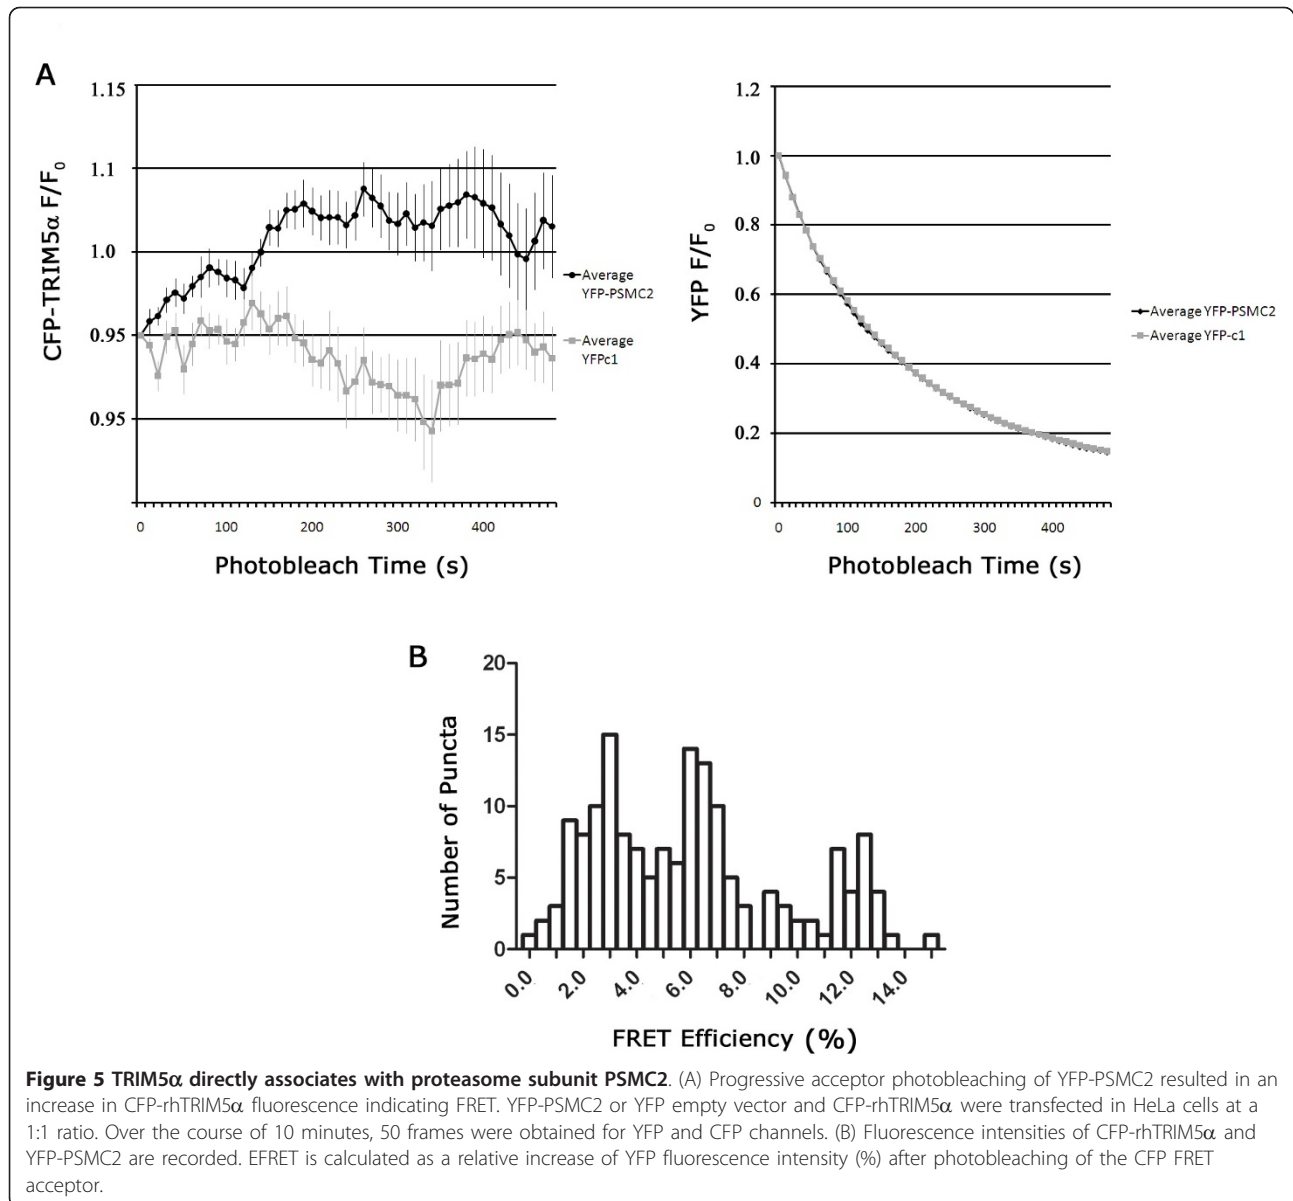 A
1.15
1.1
1.0
0.95
0.95
CFP-TRIM5α F/F0
0 100 200 300 400
Photobleach Time (s)
Average
YFP-PSMC2
Average
YFPc1
1.2
1.0
0.8
0.6
0.4
0.2
0
YFP F/F0
0 100 200 300 400
Photobleach Time (s)
Average YFP-PSMC2
Average YFP-c1
B
20
15
10
5
0
Number of Puncta
0.0 2.0 4.0 6.0 8.0 10.0 12.0 14.0
FRET Efficiency (%)
Figure 5 TRIM5α directly associates with proteasome subunit PSMC2. (A) Progressive acceptor photobleaching of YFP-PSMC2 resulted in an
increase in CFP-rhTRIM5α fluorescence indicating FRET. YFP-PSMC2 or YFP empty vector and CFP-rhTRIM5α were transfected in HeLa cells at a
1:1 ratio. Over the course of 10 minutes, 50 frames were obtained for YFP and CFP channels. (B) Fluorescence intensities of CFP-rhTRIM5α and
YFP-PSMC2 are recorded. EFRET is calculated as a relative increase of YFP fluorescence intensity (%) after photobleaching of the CFP FRET
acceptor.